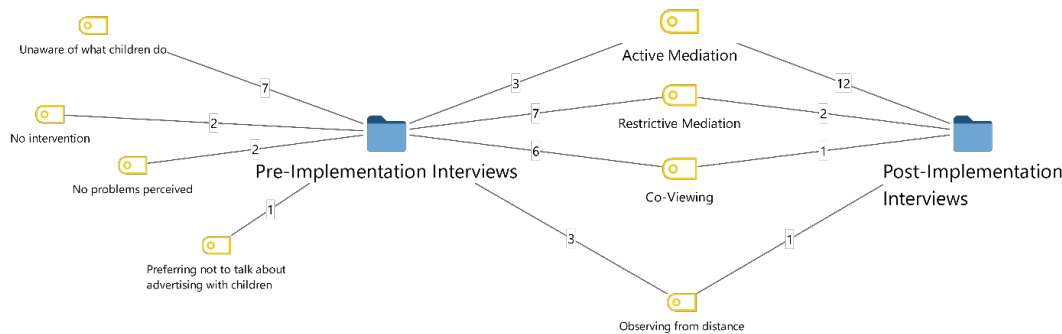 Unaware of what children do
7
No intervention
2
No problems perceived
2
Preferring not to talk about
advertising with children
1
Pre-Implementation Interviews
Active Mediation
3
12
Restrictive Mediation
7
2
Co-Viewing
6
1
Observing from distance
3
1
Post-Implementation
Interviews